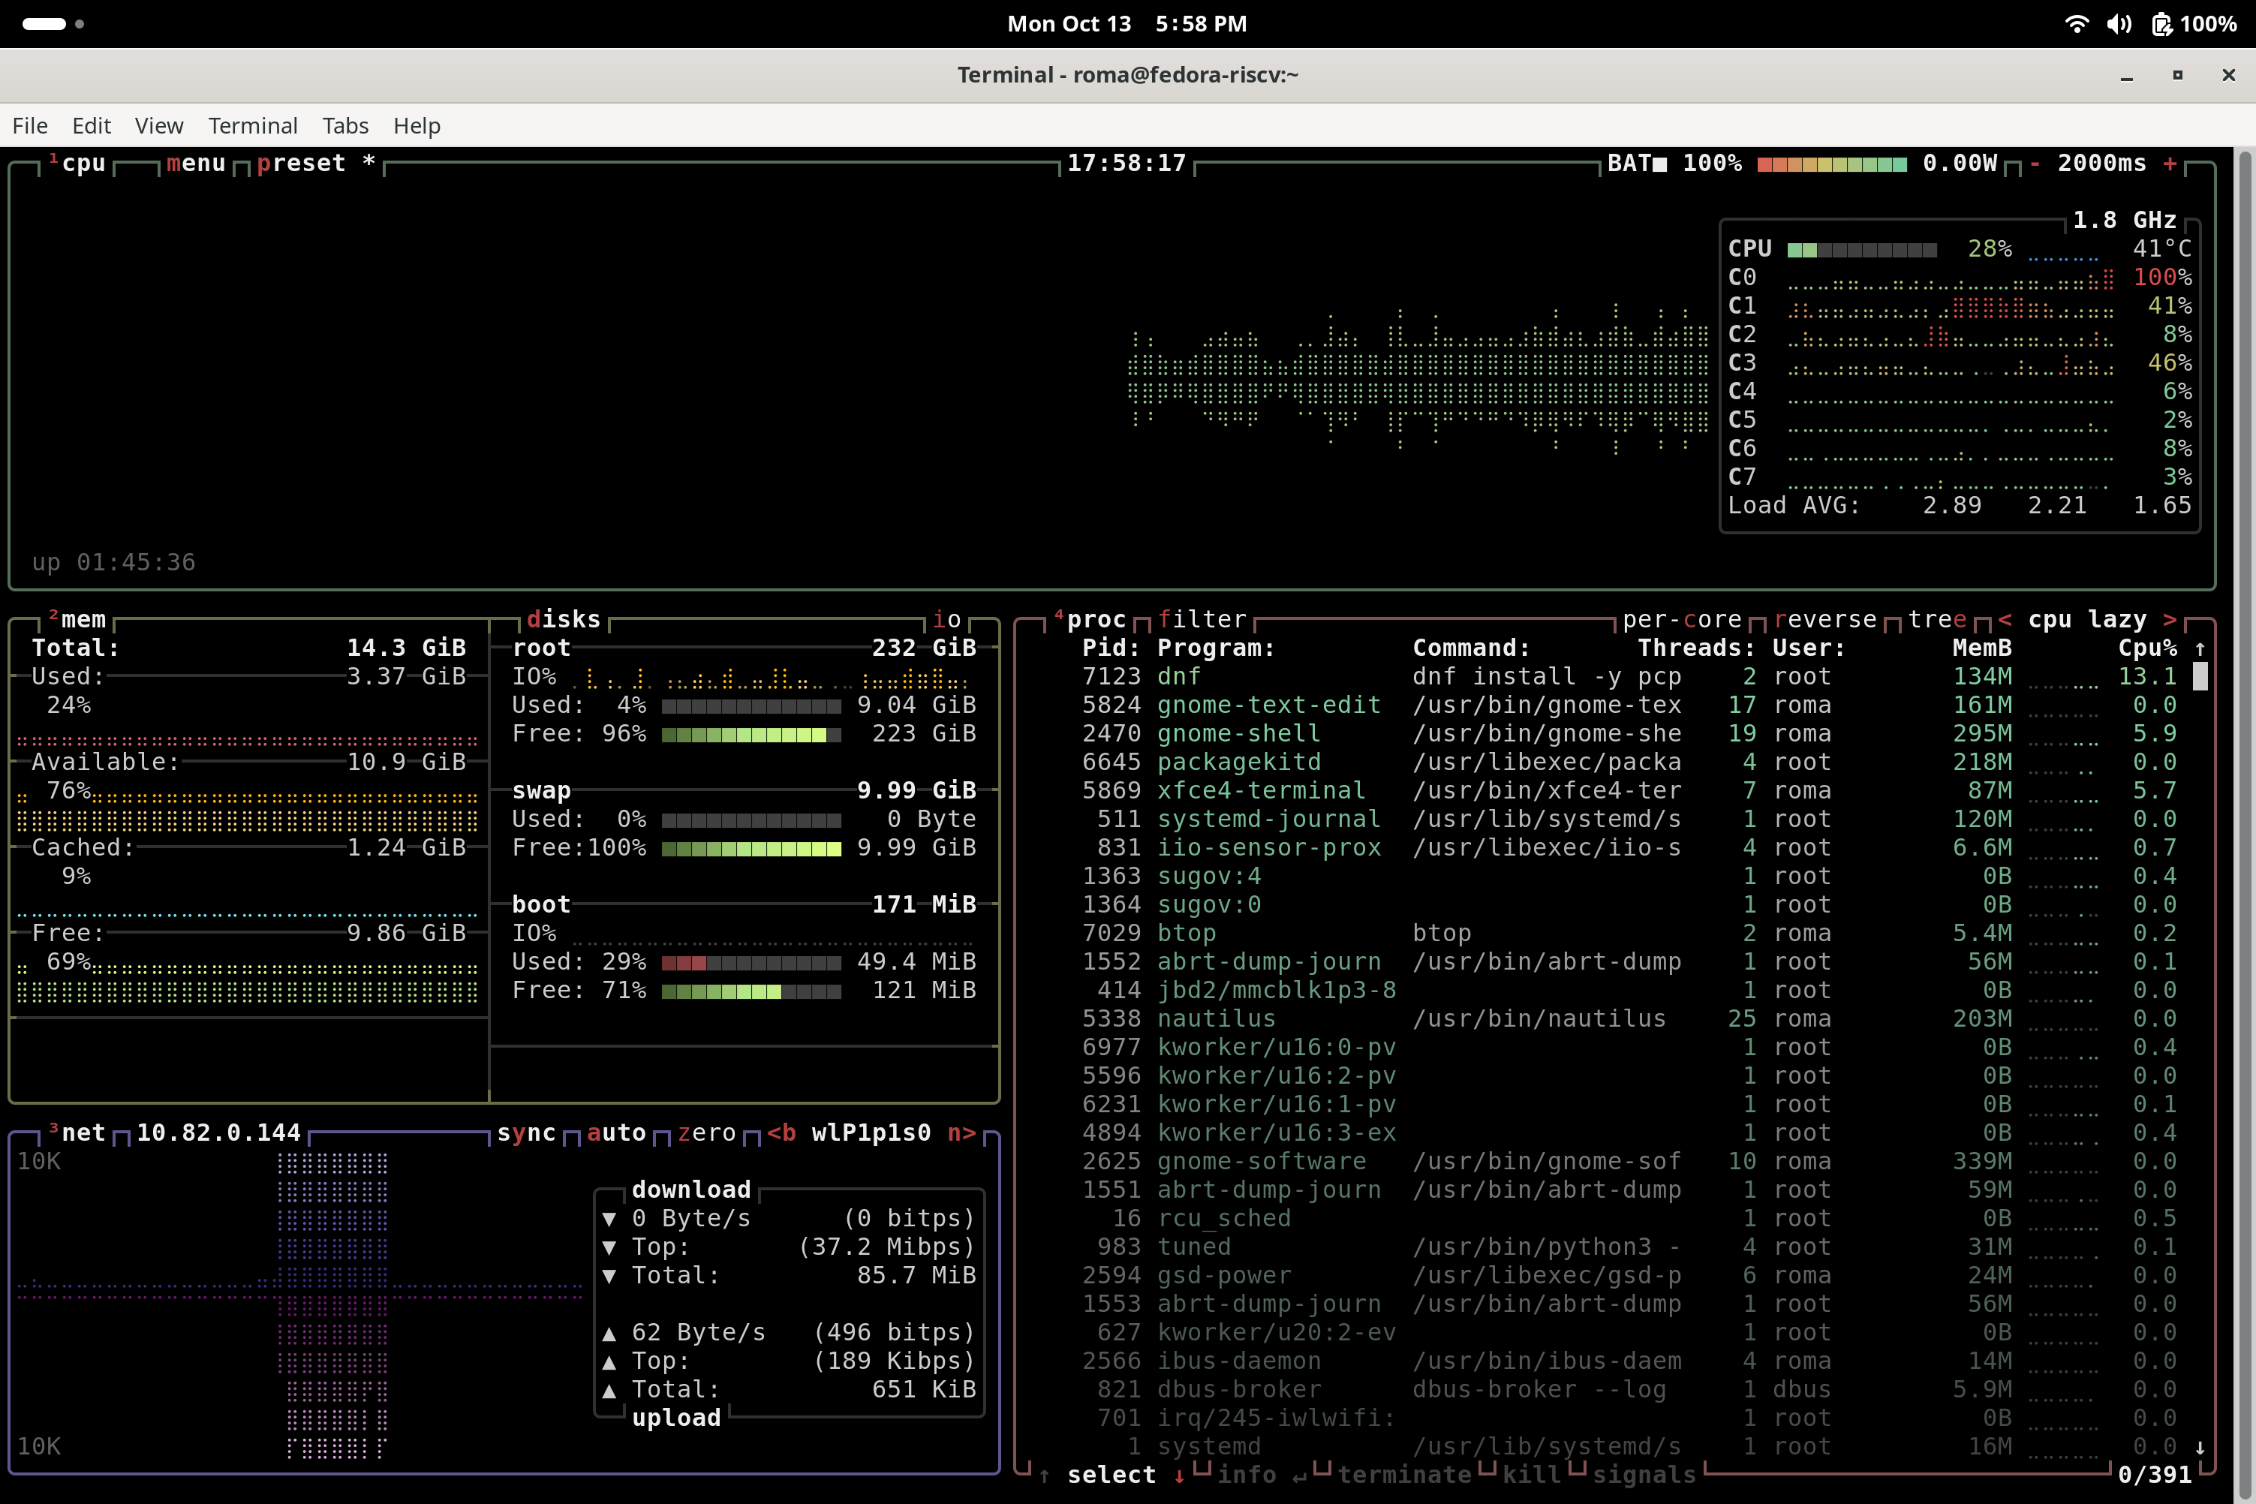 Mon Oct 13 5:58 PM 100%
Terminal - roma@fedora-riscv:~
File Edit View Terminal Tabs Help
¹cpu menu preset * 17:58:17 BAT■ 100% 0.00W - 2000ms +
1.8 GHz
CPU 28% 41°C
C0 100%
C1 41%
C2 8%
C3 46%
C4 6%
C5 2%
C6 8%
C7 3%
Load AVG: 2.89 2.21 1.65
up 01:45:36
²mem
Total: 14.3 GiB
Used: 3.37 GiB
24%
Available: 10.9 GiB
76%
Cached: 1.24 GiB
9%
Free: 9.86 GiB
69%
disks io
root 232 GiB
IO%
Used: 4% 9.04 GiB
Free: 96% 223 GiB
swap 9.99 GiB
Used: 0% 0 Byte
Free:100% 9.99 GiB
boot 171 MiB
IO%
Used: 29% 49.4 MiB
Free: 71% 121 MiB
³net 10.82.0.144 sync auto zero <b wlP1p1s0 n>
10K
download
▼ 0 Byte/s (0 bitps)
▼ Top: (37.2 Mibps)
▼ Total: 85.7 MiB
▲ 62 Byte/s (496 bitps)
▲ Top: (189 Kibps)
▲ Total: 651 KiB
upload
10K
⁴proc filter per-core reverse tree < cpu lazy >
Pid: Program: Command: Threads: User: MemB Cpu% ↑
7123 dnf dnf install -y pcp 2 root 134M 13.1
5824 gnome-text-edit /usr/bin/gnome-tex 17 roma 161M 0.0
2470 gnome-shell /usr/bin/gnome-she 19 roma 295M 5.9
6645 packagekitd /usr/libexec/packa 4 root 218M 0.0
5869 xfce4-terminal /usr/bin/xfce4-ter 7 roma 87M 5.7
511 systemd-journal /usr/lib/systemd/s 1 root 120M 0.0
831 iio-sensor-prox /usr/libexec/iio-s 4 root 6.6M 0.7
1363 sugov:4 1 root 0B 0.4
1364 sugov:0 1 root 0B 0.0
7029 btop btop 2 roma 5.4M 0.2
1552 abrt-dump-journ /usr/bin/abrt-dump 1 root 56M 0.1
414 jbd2/mmcblk1p3-8 1 root 0B 0.0
5338 nautilus /usr/bin/nautilus 25 roma 203M 0.0
6977 kworker/u16:0-pv 1 root 0B 0.4
5596 kworker/u16:2-pv 1 root 0B 0.0
6231 kworker/u16:1-pv 1 root 0B 0.1
4894 kworker/u16:3-ex 1 root 0B 0.4
2625 gnome-software /usr/bin/gnome-sof 10 roma 339M 0.0
1551 abrt-dump-journ /usr/bin/abrt-dump 1 root 59M 0.0
16 rcu_sched 1 root 0B 0.5
983 tuned /usr/bin/python3 - 4 root 31M 0.1
2594 gsd-power /usr/libexec/gsd-p 6 roma 24M 0.0
1553 abrt-dump-journ /usr/bin/abrt-dump 1 root 56M 0.0
627 kworker/u20:2-ev 1 root 0B 0.0
2566 ibus-daemon /usr/bin/ibus-daem 4 roma 14M 0.0
821 dbus-broker dbus-broker --log 1 dbus 5.9M 0.0
701 irq/245-iwlwifi: 1 root 0B 0.0
1 systemd /usr/lib/systemd/s 1 root 16M 0.0 ↓
↑ select ↓ info ↵ terminate kill signals 0/391